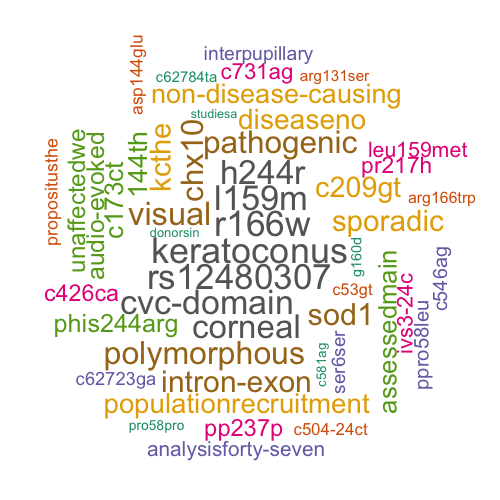 interpupillary
c62784ta
c731ag
arg131ser
asp144glu
non-disease-causing
studiesa
diseaseno
propositusthe
unaffectedwe
audio-evoked
c173ct
144th
kcthe
chx10
pathogenic
leu159met
pr217h
h244r
l159m
c209gt
arg166trp
visual
r166w
sporadic
donorsin
keratoconus
g160d
rs12480307
c53gt
c426ca
cvc-domain
sod1
assessedmain
ivs3-24c
ppro58leu
c546ag
phis244arg
corneal
polymorphous
c581ag
ser6ser
c62723ga
intron-exon
populationrecruitment
pro58pro
pp237p
c504-24ct
analysisforty-seven